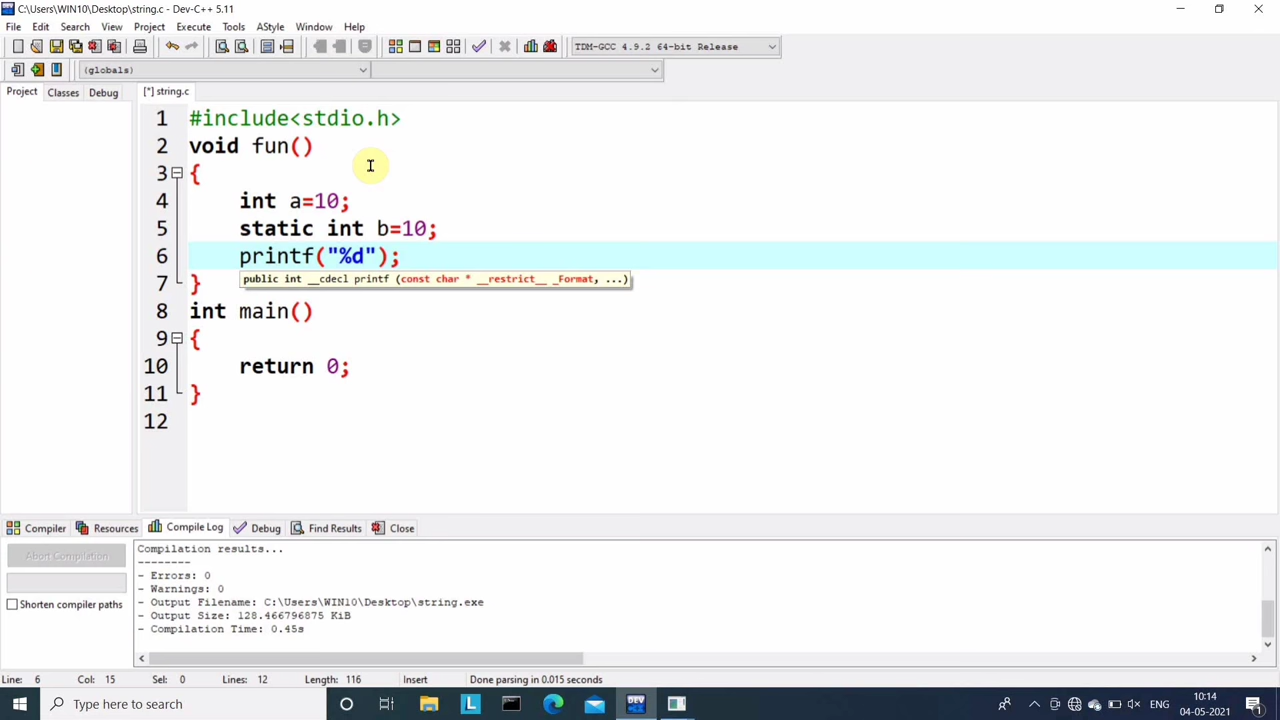 C:\Users\WIN10\Desktop\string.c - Dev-C++ 5.11
File Edit Search View Project Execute Tools AStyle Window Help
TDM-GCC 4.9.2 64-bit Release
(globals)
Project Classes Debug
[*] string.c
1 #include<stdio.h>
2 void fun()
3 {
4 int a=10;
5 static int b=10;
6 printf("%d");
public int __cdecl printf (const char * __restrict__ _Format, ...)
7 }
8 int main()
9 {
10 return 0;
11 }
12
Compiler Resources Compile Log Debug Find Results Close
Abort Compilation
Shorten compiler paths
Compilation results...
--------
- Errors: 0
- Warnings: 0
- Output Filename: C:\Users\WIN10\Desktop\string.exe
- Output Size: 128.466796875 KiB
- Compilation Time: 0.45s
Line: 6 Col: 15 Sel: 0 Lines: 12 Length: 116 Insert Done parsing in 0.015 seconds
Type here to search
L
DEV
ENG
10:14
04-05-2021
1